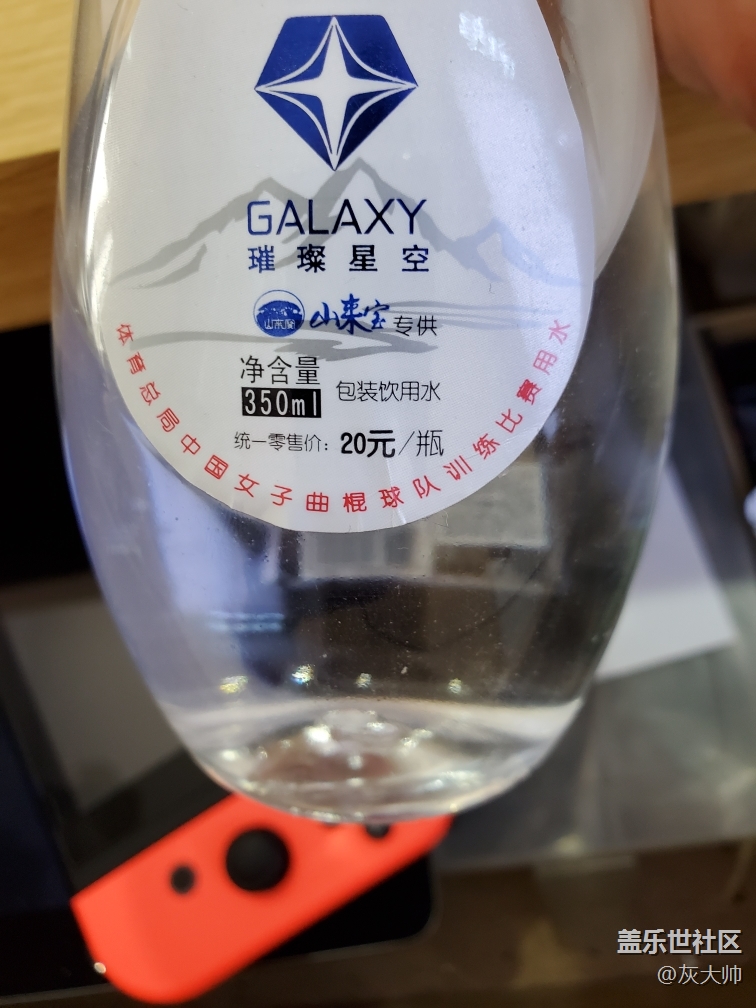 GALAXY
璀璨星空
山来宝专供
净含量
350ml
包装饮用水
统一零售价：20元/瓶
体育总局中国女子曲棍球队训练比赛用水
盖乐世社区
@灰大帅